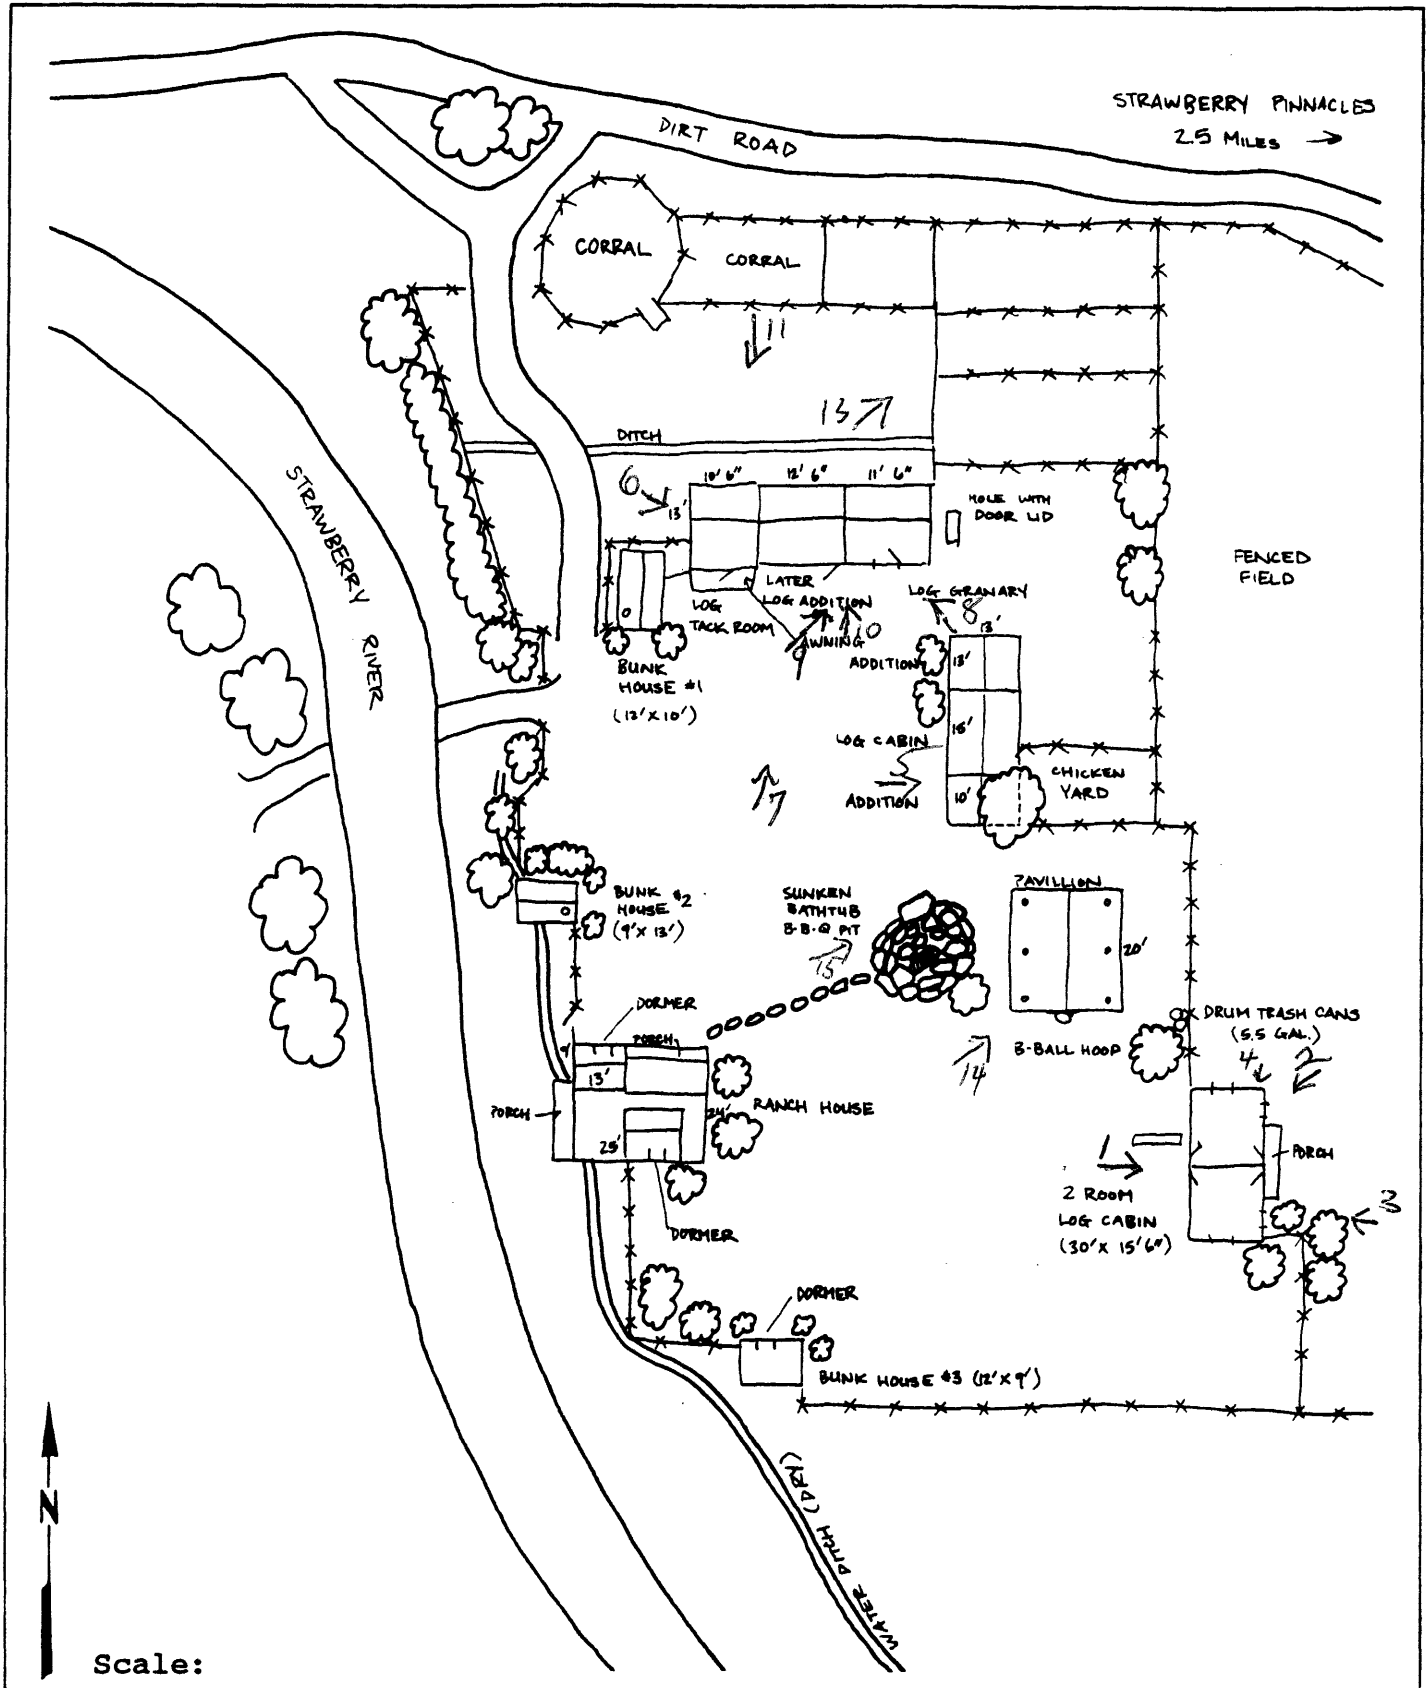 STRAWBERRY PINNACLES
2.5 MILES
DIRT ROAD
CORRAL
CORRAL
11
13
DITCH
STRAWBERRY RIVER
6
10' 6"
12' 6"
11' 6"
13'
HOLE WITH
DOOR LID
FENCED
FIELD
LATER
LOG ADDITION
LOG
TACK ROOM
LOG GRANARY
8
10
AWNING
9
13'
ADDITION
13'
BUNK
HOUSE #1
(12' X 10')
LOG CABIN
15'
CHICKEN
YARD
7
ADDITION
10'
BUNK #2
HOUSE
(9' X 13')
SUNKEN
BATHTUB
B-B-Q PIT
15
PAVILLION
20'
DORMER
PORCH
9'
13'
DRUM TRASH CANS
(55 GAL.)
B-BALL HOOP
14
4
2
PORCH
24'
RANCH HOUSE
25'
1
PORCH
2 ROOM
LOG CABIN
(30' X 15'6")
3
DORMER
DORMER
BUNK HOUSE #3 (12' X 9')
WATER DITCH (DRY)
N
Scale: